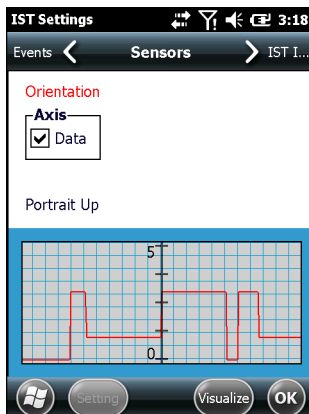 IST Settings 3:18
Events Sensors IST I...
Orientation
Axis
Data
Portrait Up
5
0
Setting Visualize OK